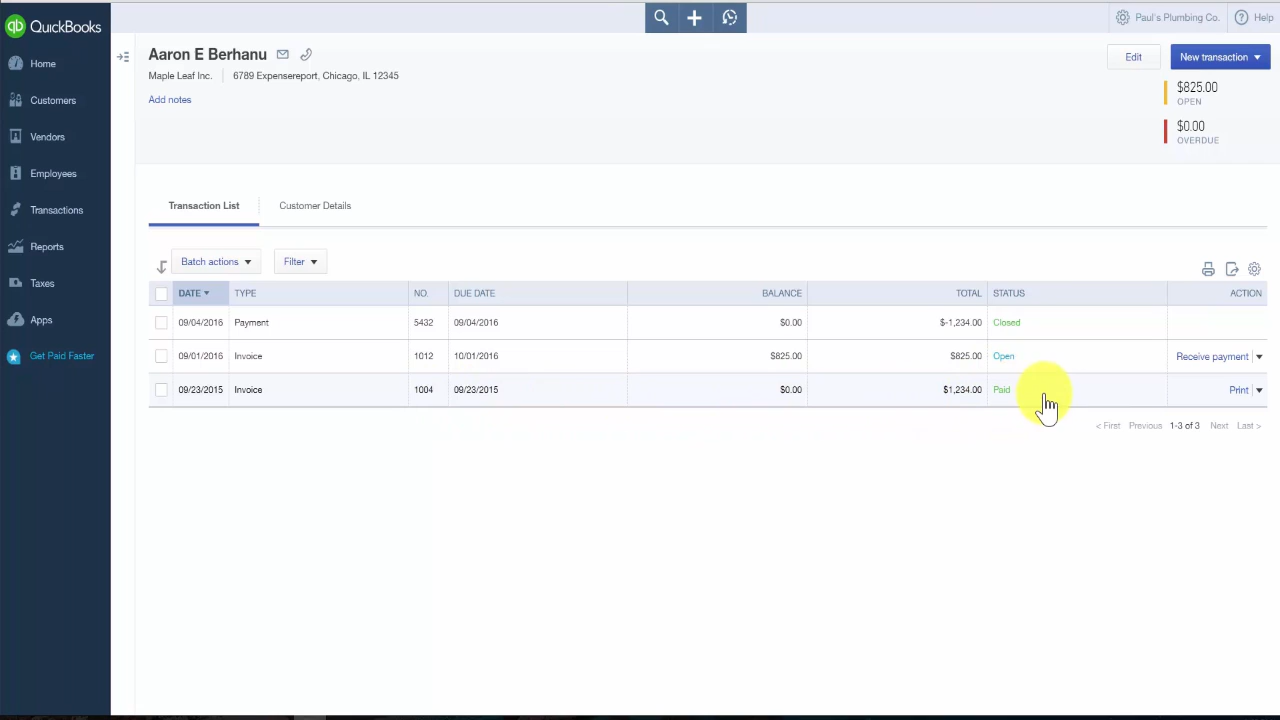 qb QuickBooks
Paul's Plumbing Co. Help
Home
Customers
Vendors
Employees
Transactions
Reports
Taxes
Apps
Get Paid Faster
Aaron E Berhanu
Maple Leaf Inc. 6789 Expensereport, Chicago, IL 12345
Add notes
Edit New transaction
$825.00
OPEN
$0.00
OVERDUE
Transaction List Customer Details
Batch actions Filter
DATE TYPE NO. DUE DATE BALANCE TOTAL STATUS ACTION
09/04/2016 Payment 5432 09/04/2016 $0.00 $-1,234.00 Closed
09/01/2016 Invoice 1012 10/01/2016 $825.00 $825.00 Open Receive payment
09/23/2015 Invoice 1004 09/23/2015 $0.00 $1,234.00 Paid Print
< First Previous 1-3 of 3 Next Last >